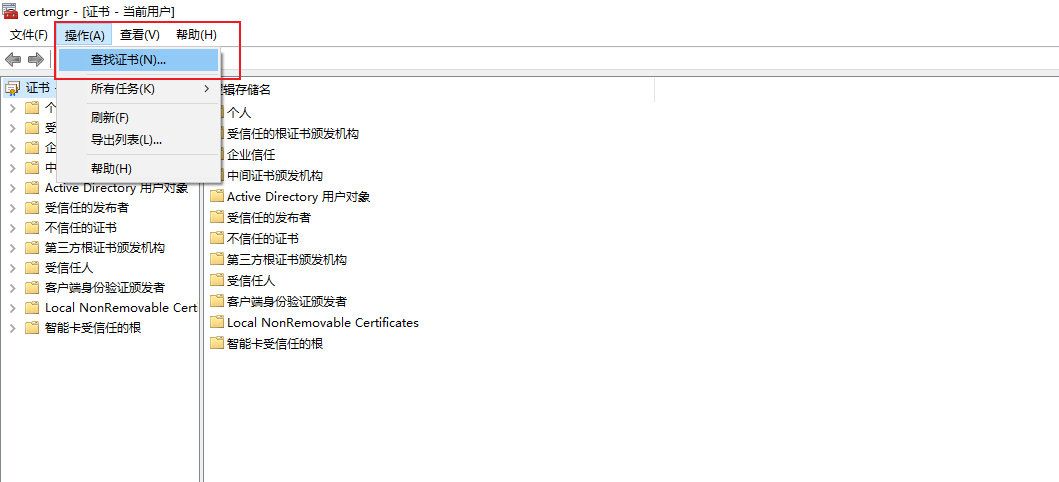 certmgr - [证书 - 当前用户]
文件(F) 操作(A) 查看(V) 帮助(H)
查找证书(N)...
所有任务(K)
刷新(F)
导出列表(L)...
帮助(H)
证书
个
受
企
中
Active Directory 用户对象
受信任的发布者
不信任的证书
第三方根证书颁发机构
受信任人
客户端身份验证颁发者
Local NonRemovable Cert
智能卡受信任的根
辑存储名
个人
受信任的根证书颁发机构
企业信任
中间证书颁发机构
Active Directory 用户对象
受信任的发布者
不信任的证书
第三方根证书颁发机构
受信任人
客户端身份验证颁发者
Local NonRemovable Certificates
智能卡受信任的根